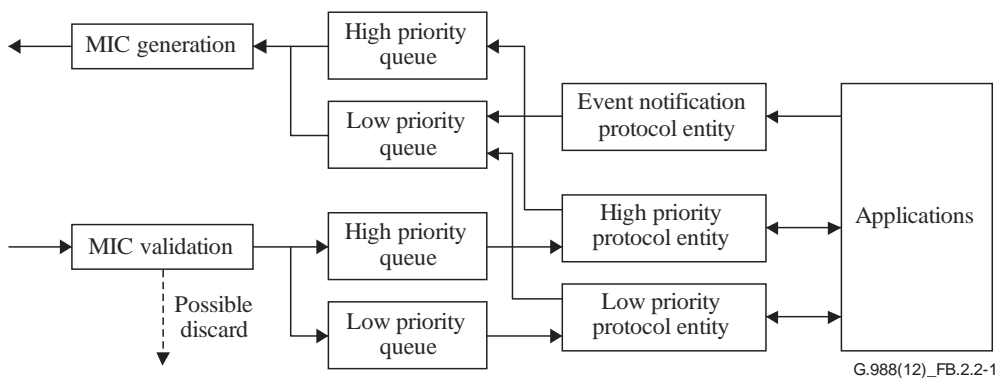 MIC generation
High priority
queue
Low priority
queue
Event notification
protocol entity
Applications
High priority
protocol entity
MIC validation
High priority
queue
Possible
discard
Low priority
queue
Low priority
protocol entity
G.988(12)_FB.2.2-1